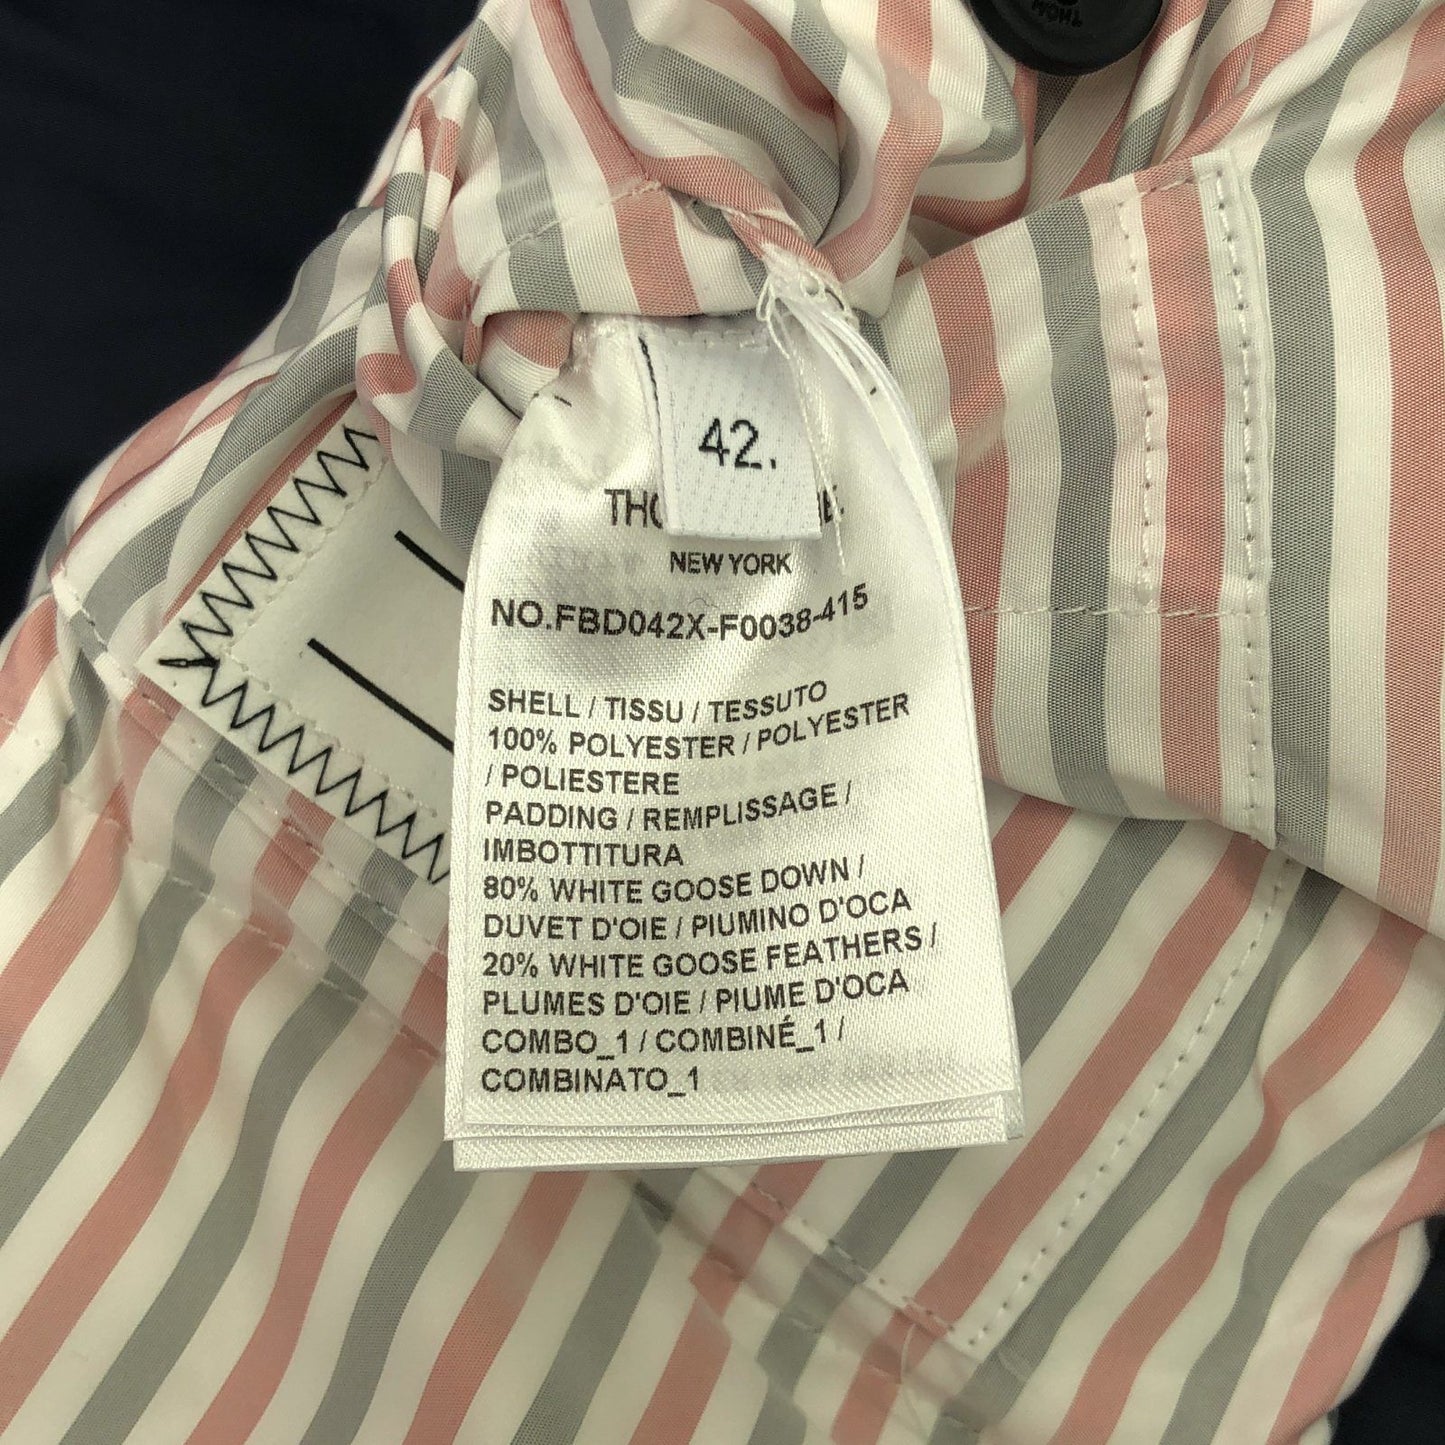 42.
NEW YORK
NO.FBD042X-F0038-415
SHELL / TISSU / TESSUTO
100% POLYESTER / POLYESTER
/ POLIESTERE
PADDING / REMPLISSAGE /
IMBOTTITURA
80% WHITE GOOSE DOWN /
DUVET D'OIE / PIUMINO D'OCA
20% WHITE GOOSE FEATHERS /
PLUMES D'OIE / PIUME D'OCA
COMBO_1 / COMBINÉ_1 /
COMBINATO_1